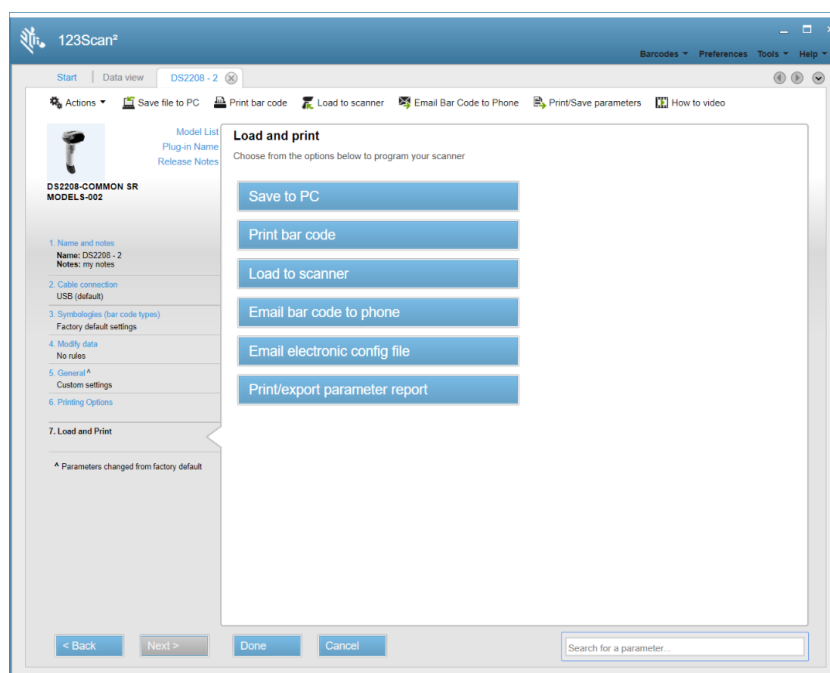 123Scan²
Barcodes Preferences Tools Help
Start Data view DS2208 - 2
Actions Save file to PC Print bar code Load to scanner Email Bar Code to Phone Print/Save parameters How to video
Model List
Plug-in Name
Release Notes
DS2208-COMMON SR
MODELS-002
1. Name and notes
Name: DS2208 - 2
Notes: my notes
2. Cable connection
USB (default)
3. Symbologies (bar code types)
Factory default settings
4. Modify data
No rules
5. General ^
Custom settings
6. Printing Options
7. Load and Print
^ Parameters changed from factory default
Load and print
Choose from the options below to program your scanner
Save to PC
Print bar code
Load to scanner
Email bar code to phone
Email electronic config file
Print/export parameter report
< Back Next > Done Cancel Search for a parameter...